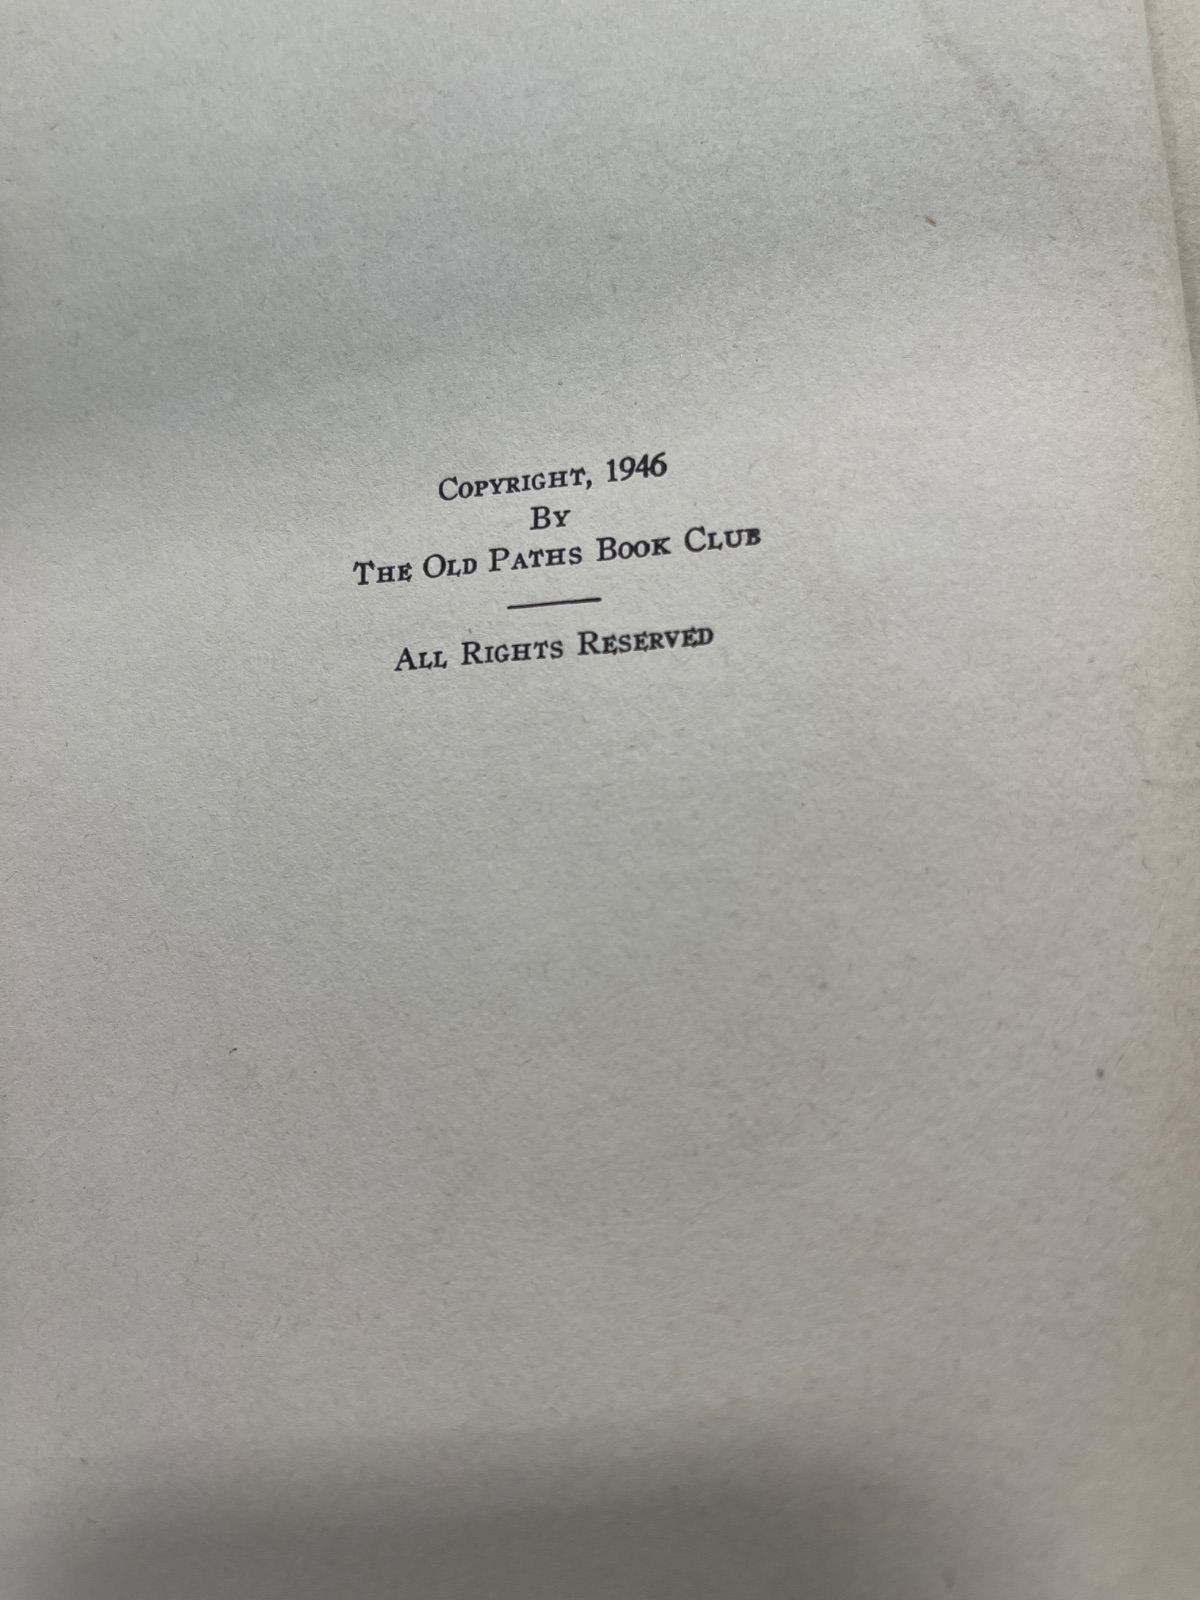 Copyright, 1946
By
The Old Paths Book Club
All Rights Reserved